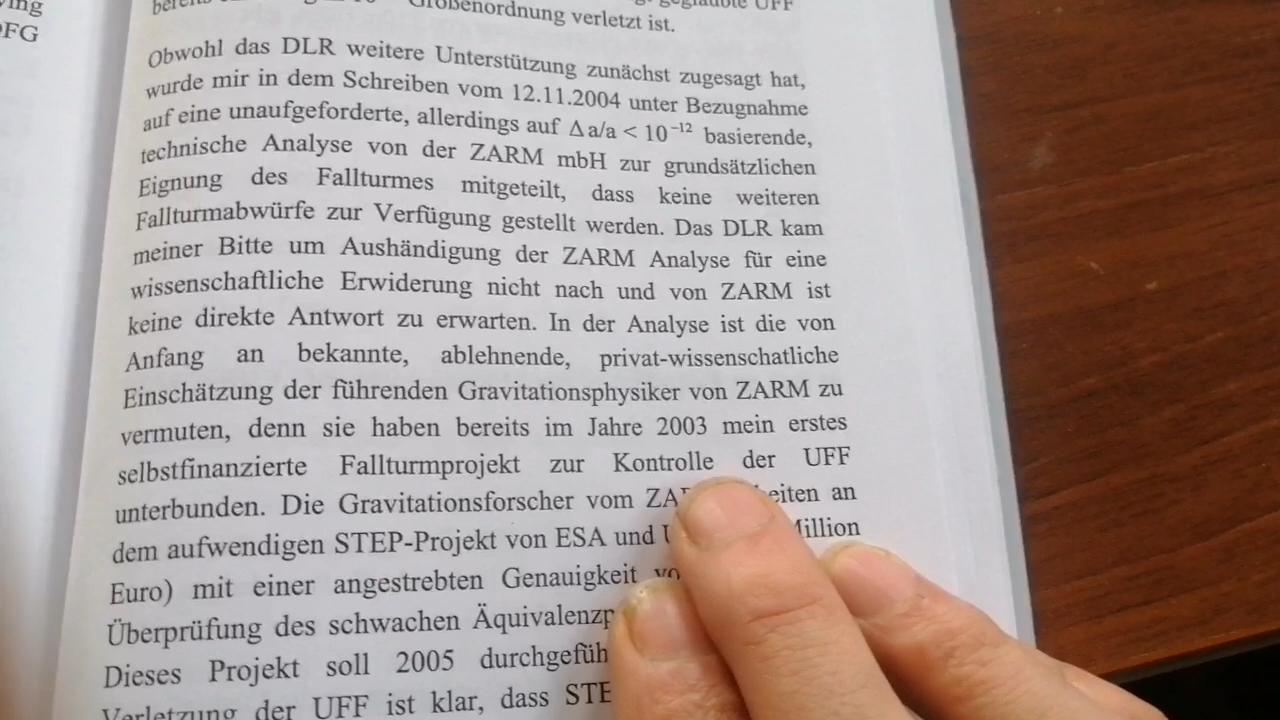 FG
Größenordnung verletzt ist.
Obwohl das DLR weitere Unterstützung zunächst zugesagt hat,
wurde mir in dem Schreiben vom 12.11.2004 unter Bezugnahme
auf eine unaufgeforderte, allerdings auf Δa/a < 10⁻¹² basierende,
technische Analyse von der ZARM mbH zur grundsätzlichen
Eignung des Fallturmes mitgeteilt, dass keine weiteren
Fallturmabwürfe zur Verfügung gestellt werden. Das DLR kam
meiner Bitte um Aushändigung der ZARM Analyse für eine
wissenschaftliche Erwiderung nicht nach und von ZARM ist
keine direkte Antwort zu erwarten. In der Analyse ist die von
Anfang an bekannte, ablehnende, privat-wissenschatliche
Einschätzung der führenden Gravitationsphysiker von ZARM zu
vermuten, denn sie haben bereits im Jahre 2003 mein erstes
selbstfinanzierte Fallturmprojekt zur Kontrolle der UFF
unterbunden. Die Gravitationsforscher vom an
dem aufwendigen STEP-Projekt von ESA und
Euro) mit einer angestrebten Genauigkeit
Überprüfung des schwachen
Dieses Projekt soll 2005
Verletzung der UFF ist klar, dass